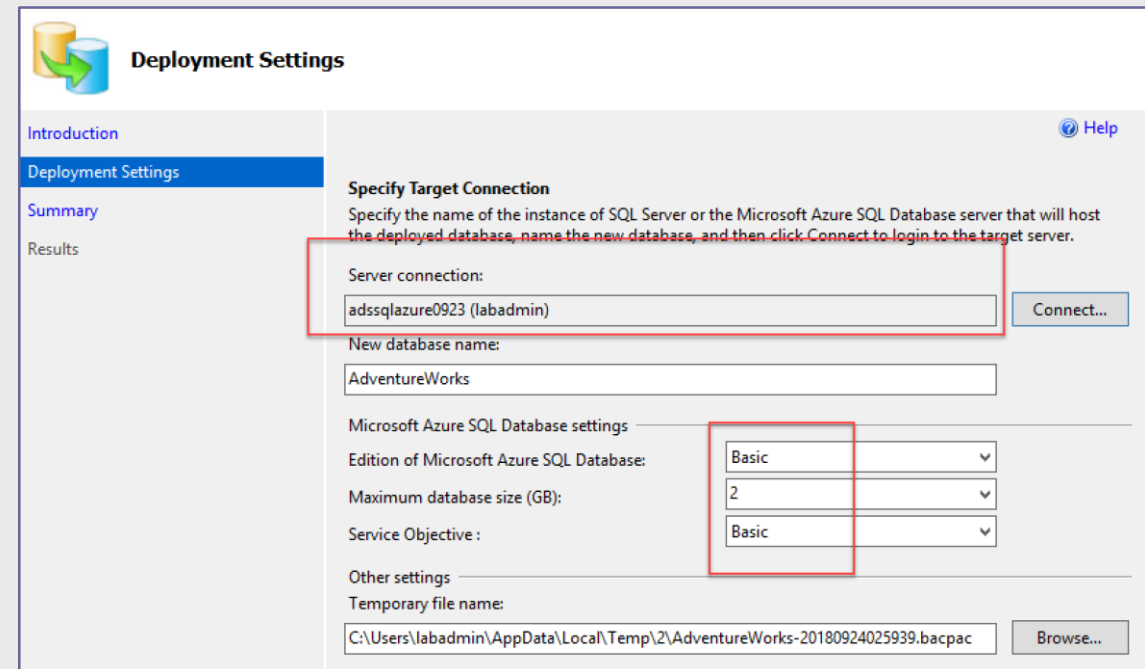 Deployment Settings
Introduction
Deployment Settings
Summary
Results
Help
Specify Target Connection
Specify the name of the instance of SQL Server or the Microsoft Azure SQL Database server that will host
the deployed database, name the new database, and then click Connect to login to the target server.
Server connection:
adssqlazure0923 (labadmin)
Connect...
New database name:
AdventureWorks
Microsoft Azure SQL Database settings
Edition of Microsoft Azure SQL Database:
Basic
Maximum database size (GB):
2
Service Objective :
Basic
Other settings
Temporary file name:
C:\Users\labadmin\AppData\Local\Temp\2\AdventureWorks-20180924025939.bacpac
Browse...